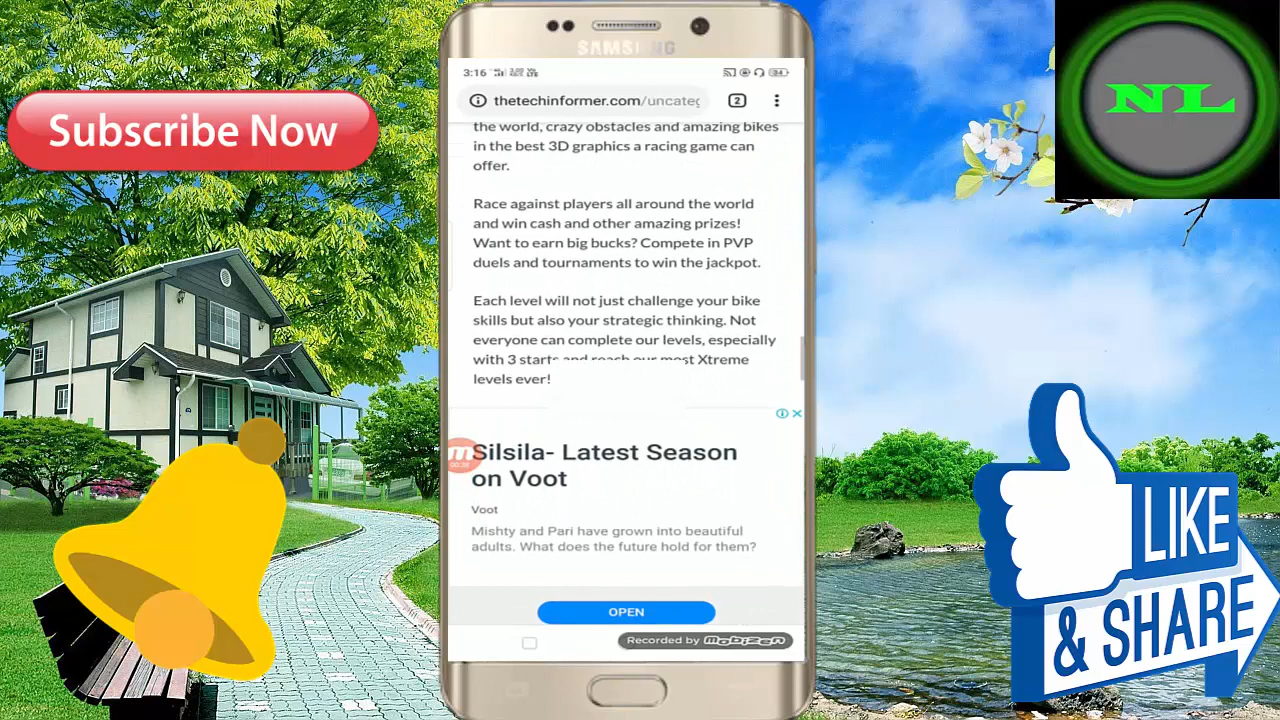 SAMSUNG
3:16
34
thetechinformer.com/uncateg
2
the world, crazy obstacles and amazing bikes
in the best 3D graphics a racing game can
offer.
Race against players all around the world
and win cash and other amazing prizes!
Want to earn big bucks? Compete in PVP
duels and tournaments to win the jackpot.
Each level will not just challenge your bike
skills but also your strategic thinking. Not
everyone can complete our levels, especially
with 3 starts and reach our most Xtreme
levels ever!
Silsila- Latest Season
on Voot
Voot
Mishty and Pari have grown into beautiful
adults. What does the future hold for them?
OPEN
Recorded by mobizen
m
00:38
Subscribe Now
NL
LIKE
& SHARE